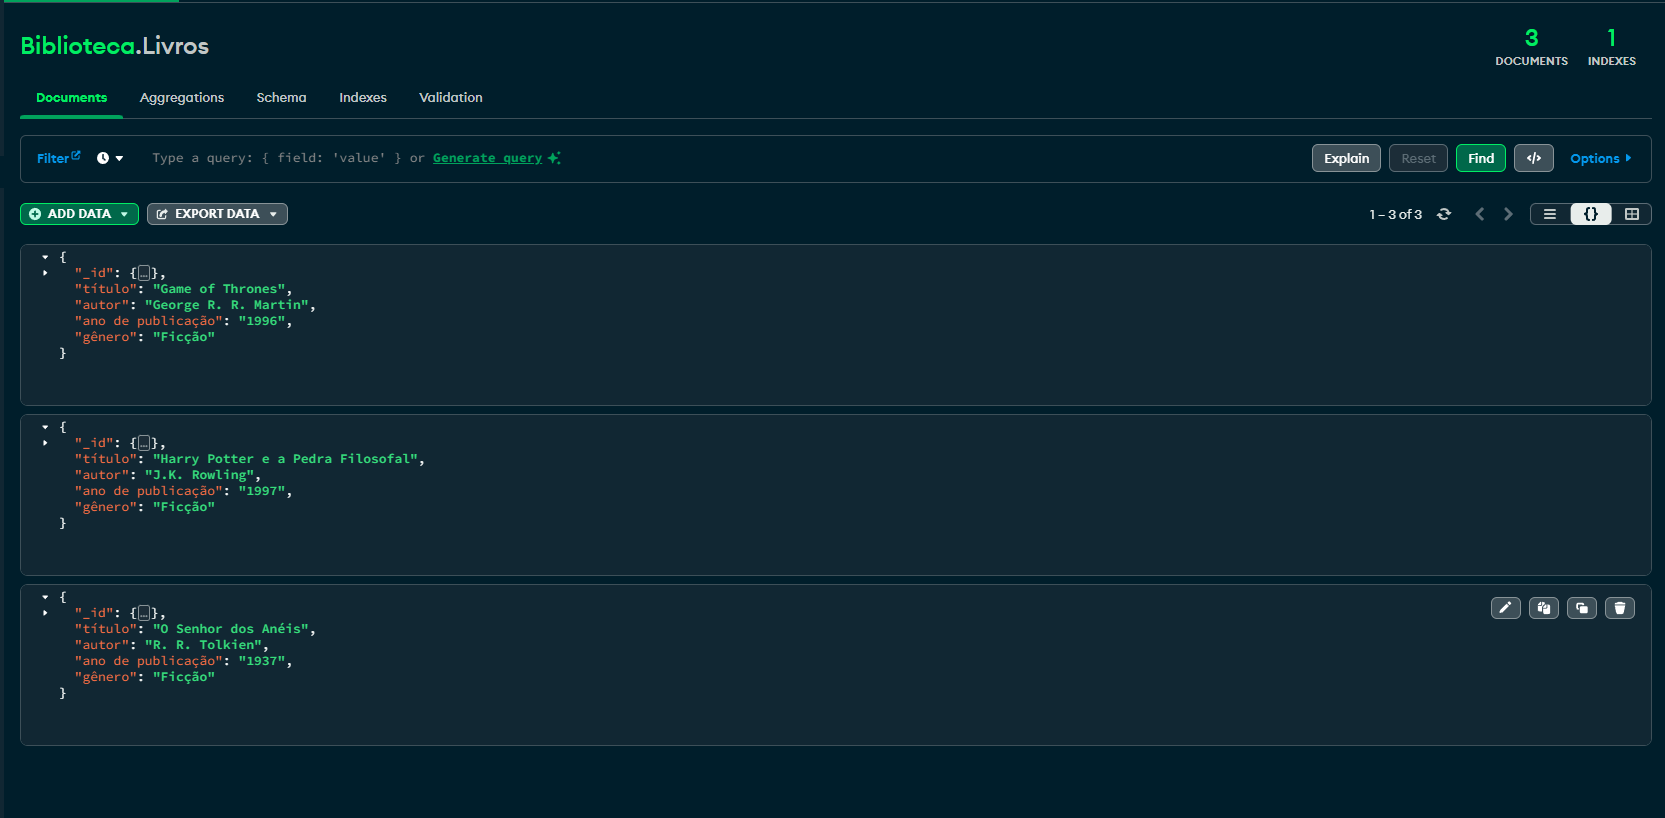 Biblioteca.Livros
3 1
DOCUMENTS INDEXES
Documents Aggregations Schema Indexes Validation
Filter Type a query: { field: 'value' } or Generate query Explain Reset Find </> Options
ADD DATA EXPORT DATA 1 – 3 of 3 {}
{
"_id": {…},
"título": "Game of Thrones",
"autor": "George R. R. Martin",
"ano de publicação": "1996",
"gênero": "Ficção"
}
{
"_id": {…},
"título": "Harry Potter e a Pedra Filosofal",
"autor": "J.K. Rowling",
"ano de publicação": "1997",
"gênero": "Ficção"
}
{
"_id": {…},
"título": "O Senhor dos Anéis",
"autor": "R. R. Tolkien",
"ano de publicação": "1937",
"gênero": "Ficção"
}